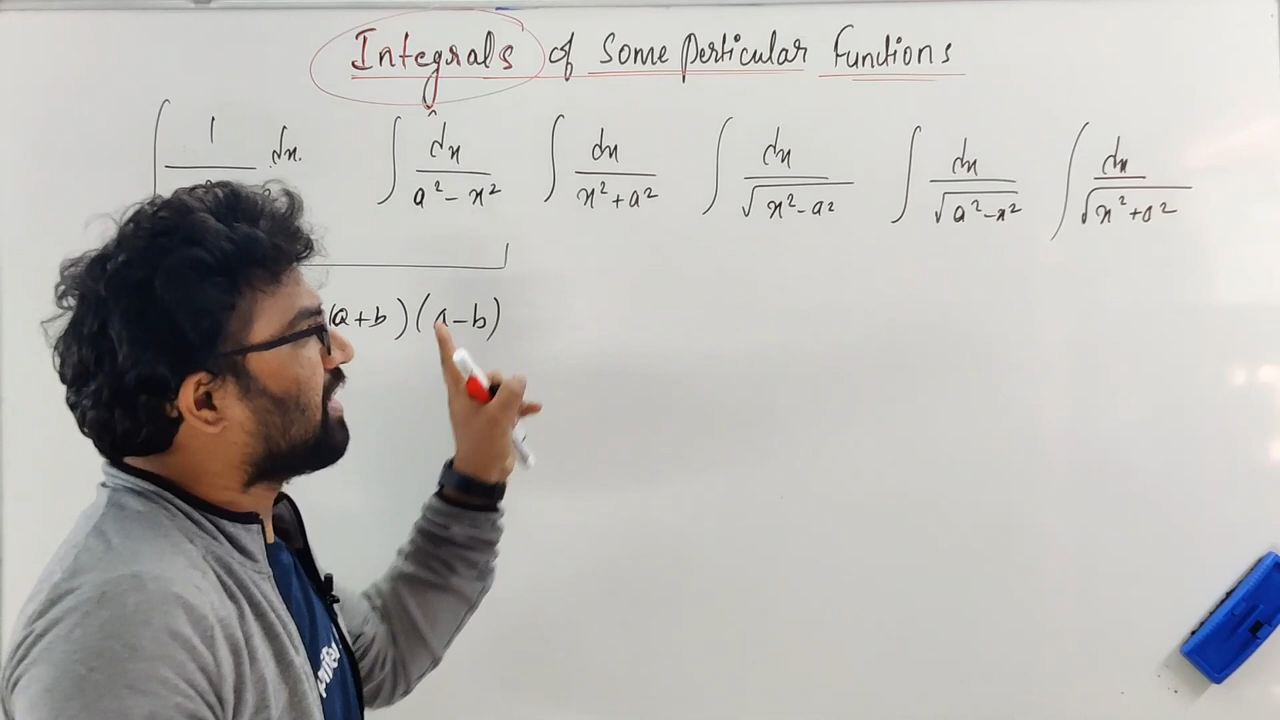 Integrals of Some Perticular Functions
∫ 1 dx. ∫ dx / a² - x² ∫ dx / x² + a² ∫ dx / √x² - a² ∫ dx / √a² - x² ∫ dx / √x² + a²
(a+b)(a-b)